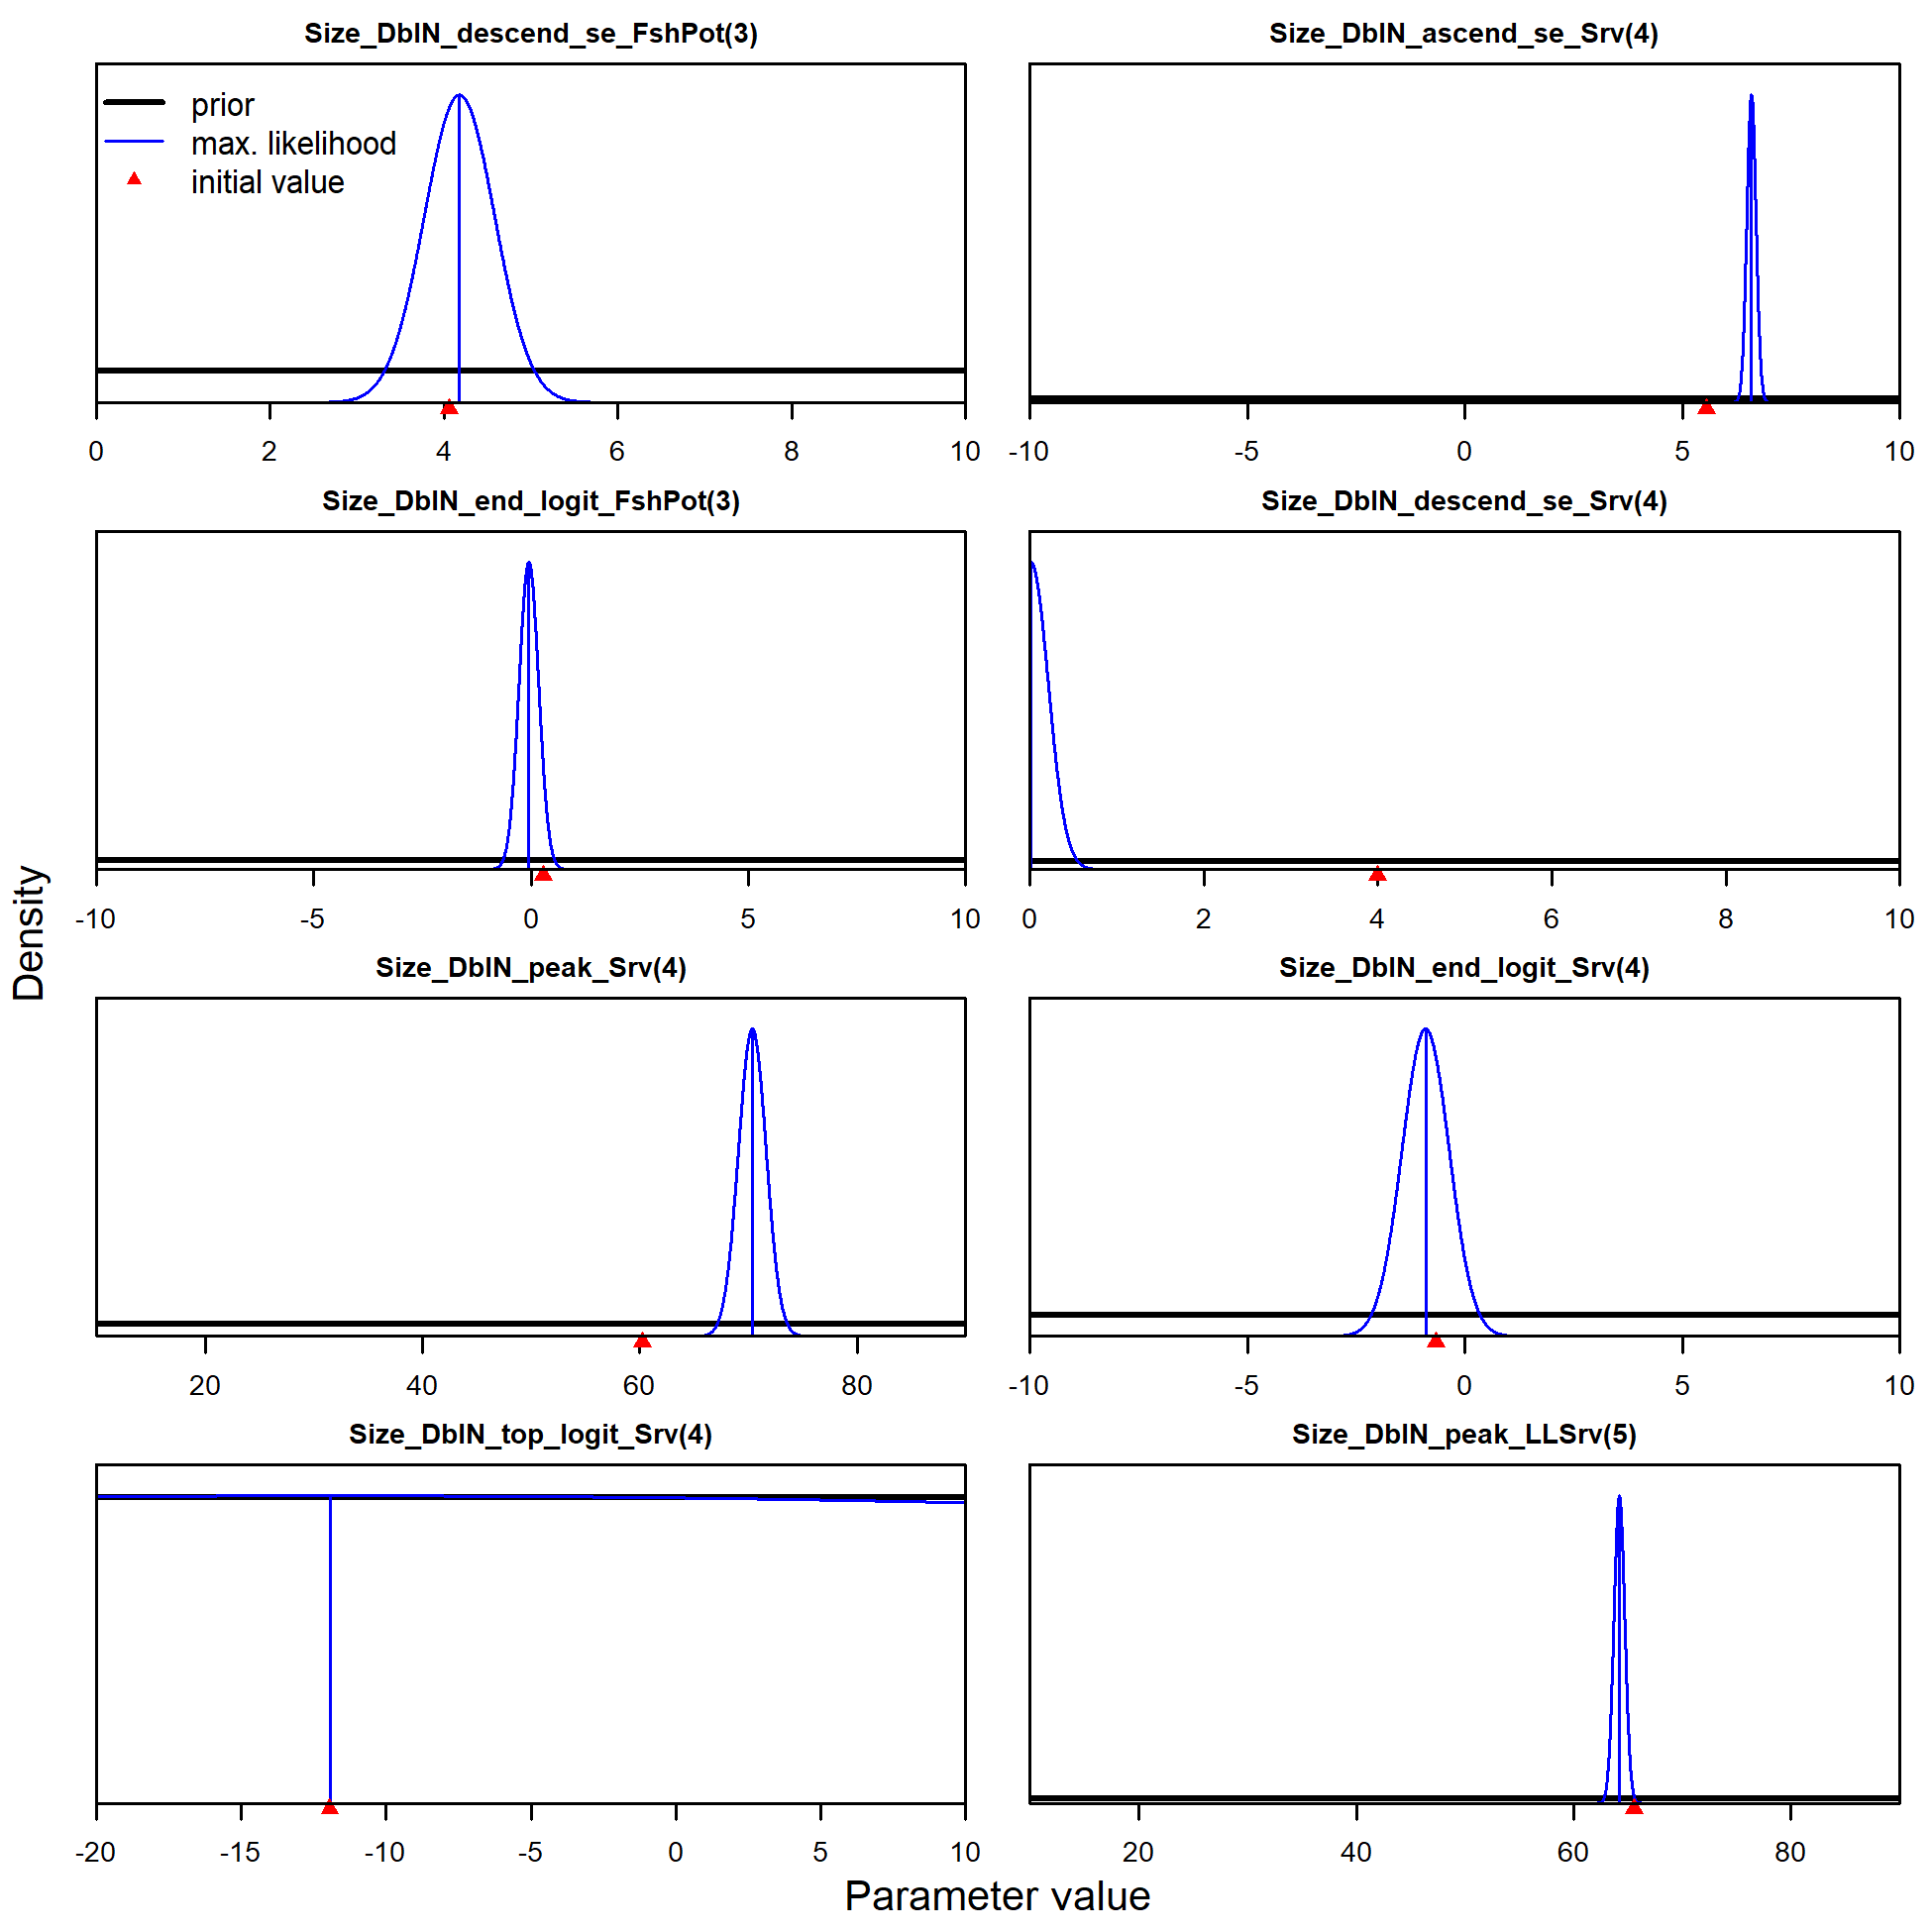 Size_DblN_descend_se_FshPot(3)
prior
max. likelihood
initial value
0 2 4 6 8 10
Size_DblN_ascend_se_Srv(4)
-10 -5 0 5 10
Size_DblN_end_logit_FshPot(3)
-10 -5 0 5 10
Size_DblN_descend_se_Srv(4)
0 2 4 6 8 10
Size_DblN_peak_Srv(4)
20 40 60 80
Size_DblN_end_logit_Srv(4)
-10 -5 0 5 10
Size_DblN_top_logit_Srv(4)
-20 -15 -10 -5 0 5 10
Size_DblN_peak_LLSrv(5)
20 40 60 80
Density
Parameter value